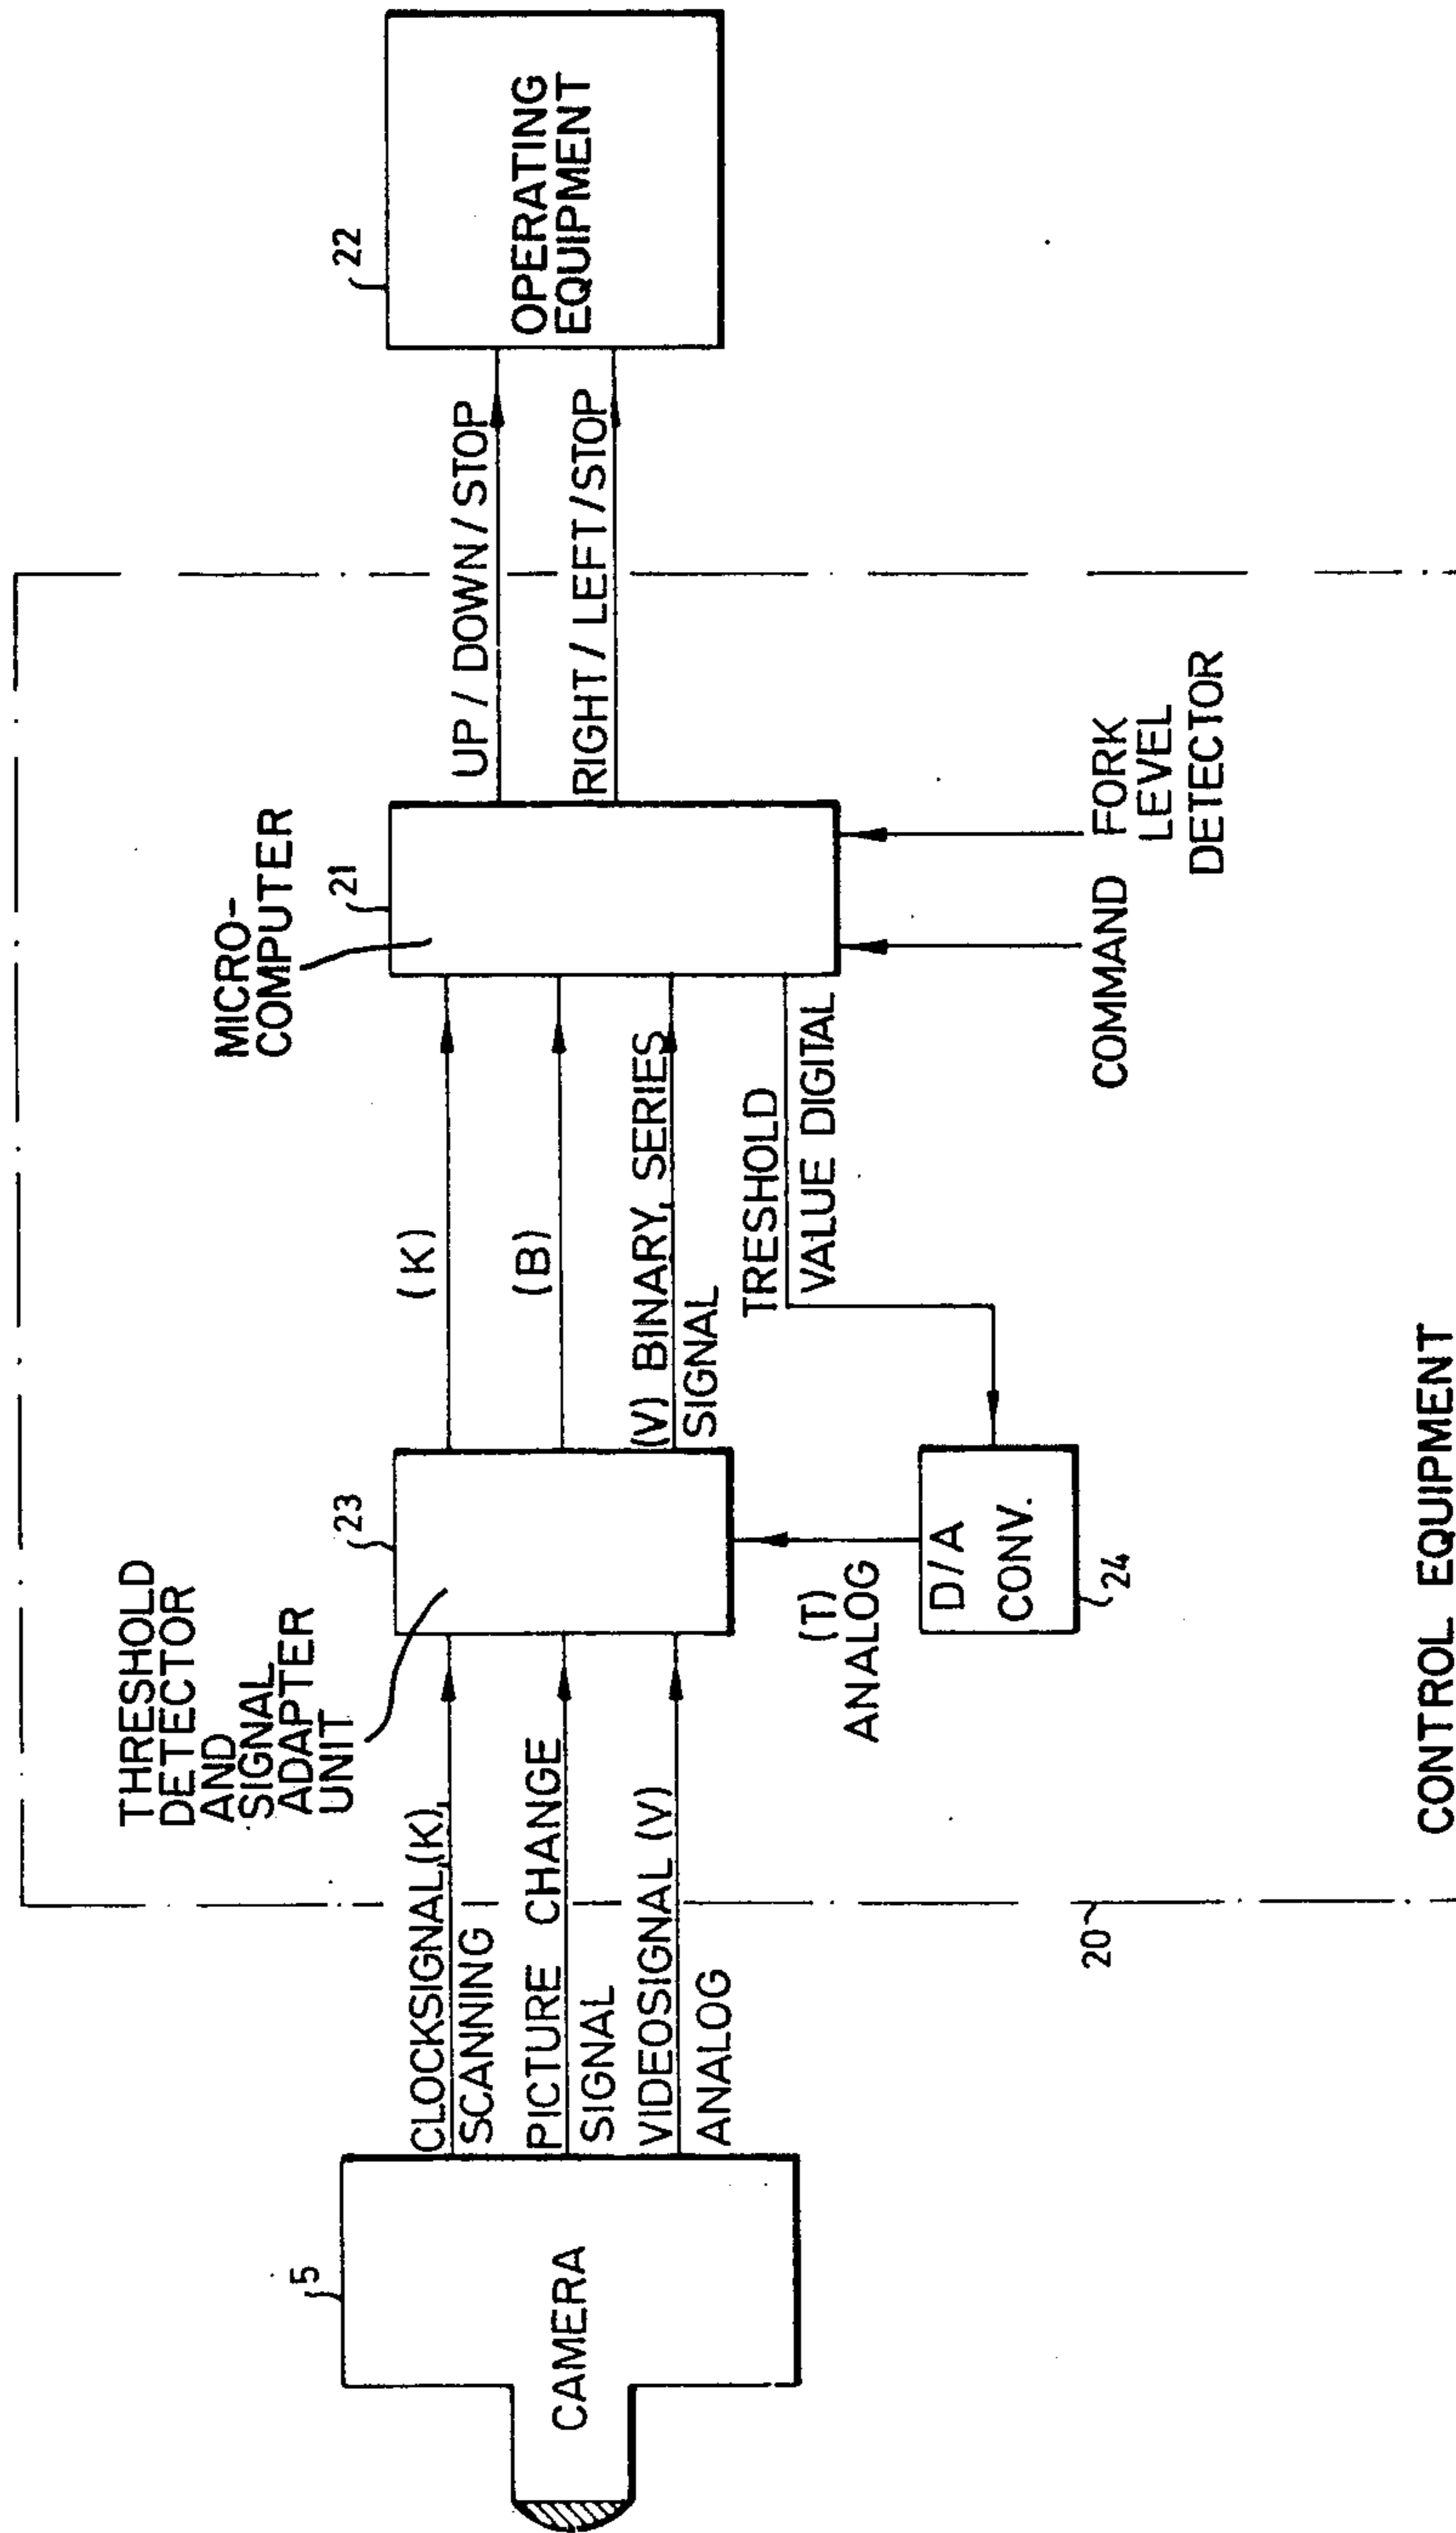 5
CAMERA
CLOCKSIGNAL,(K),
SCANNING
PICTURE CHANGE
SIGNAL
VIDEOSIGNAL (V)
ANALOG
20
THRESHOLD
DETECTOR
AND
SIGNAL
ADAPTER
UNIT
23
(T)
ANALOG
D/A
CONV.
24
(K)
(B)
(V) BINARY, SERIES
SIGNAL
TRESHOLD
VALUE DIGITAL
MICRO-
COMPUTER
21
COMMAND
FORK
LEVEL
DETECTOR
UP / DOWN / STOP
RIGHT / LEFT / STOP
22
OPERATING
EQUIPMENT
CONTROL EQUIPMENT